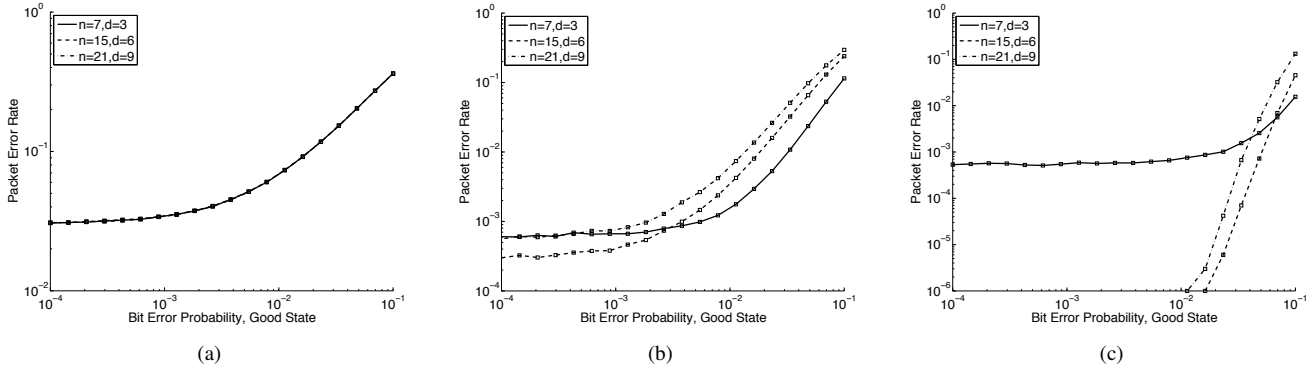 n=7,d=3
n=15,d=6
n=21,d=9
10^0
10^-1
10^-2
Packet Error Rate
10^-4
10^-3
10^-2
10^-1
Bit Error Probability, Good State
(a)
n=7,d=3
n=15,d=6
n=21,d=9
10^0
10^-1
10^-2
10^-3
10^-4
Packet Error Rate
10^-4
10^-3
10^-2
10^-1
Bit Error Probability, Good State
(b)
n=7,d=3
n=15,d=6
n=21,d=9
10^0
10^-1
10^-2
10^-3
10^-4
10^-5
10^-6
Packet Error Rate
10^-4
10^-3
10^-2
10^-1
Bit Error Probability, Good State
(c)